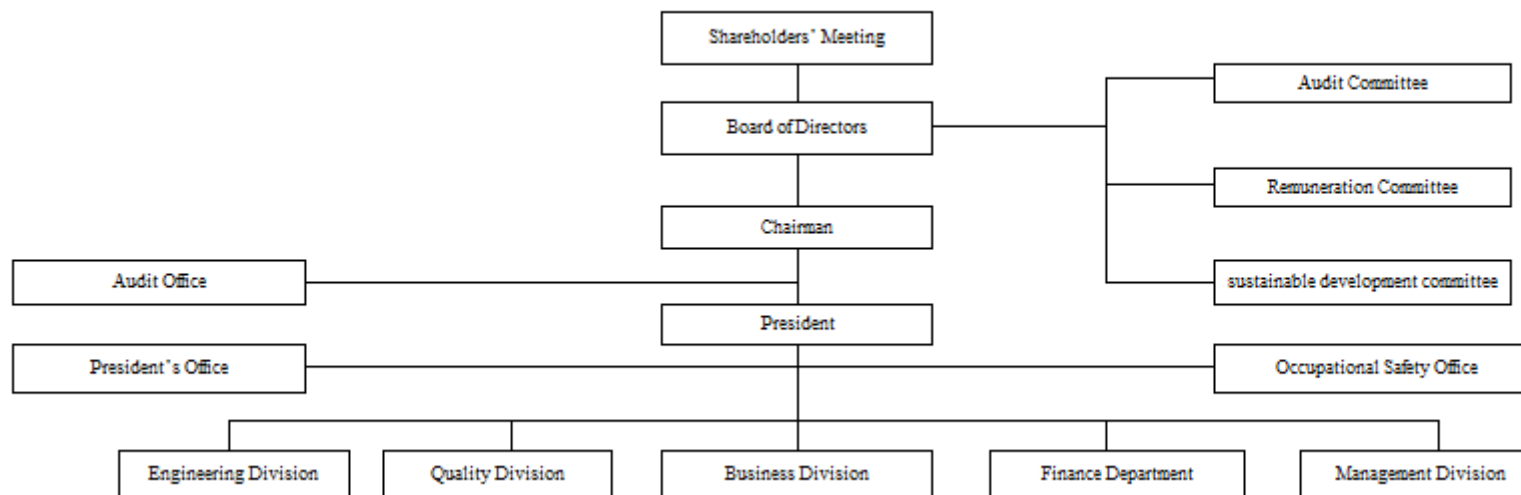 Shareholders' Meeting
Audit Committee
Board of Directors
Remuneration Committee
Chairman
Audit Office
sustainable development committee
President
President's Office
Occupational Safety Office
Engineering Division
Quality Division
Business Division
Finance Department
Management Division